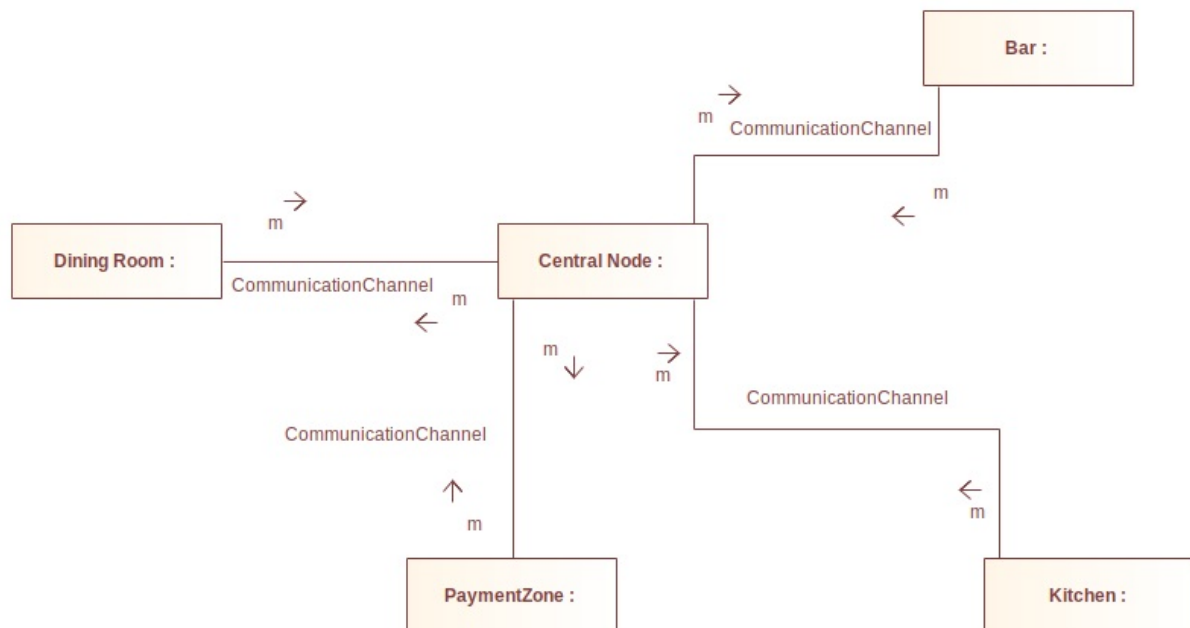 Bar :
m
CommunicationChannel
m
m
Dining Room :
Central Node :
CommunicationChannel
m
m
m
CommunicationChannel
CommunicationChannel
m
m
PaymentZone :
Kitchen :